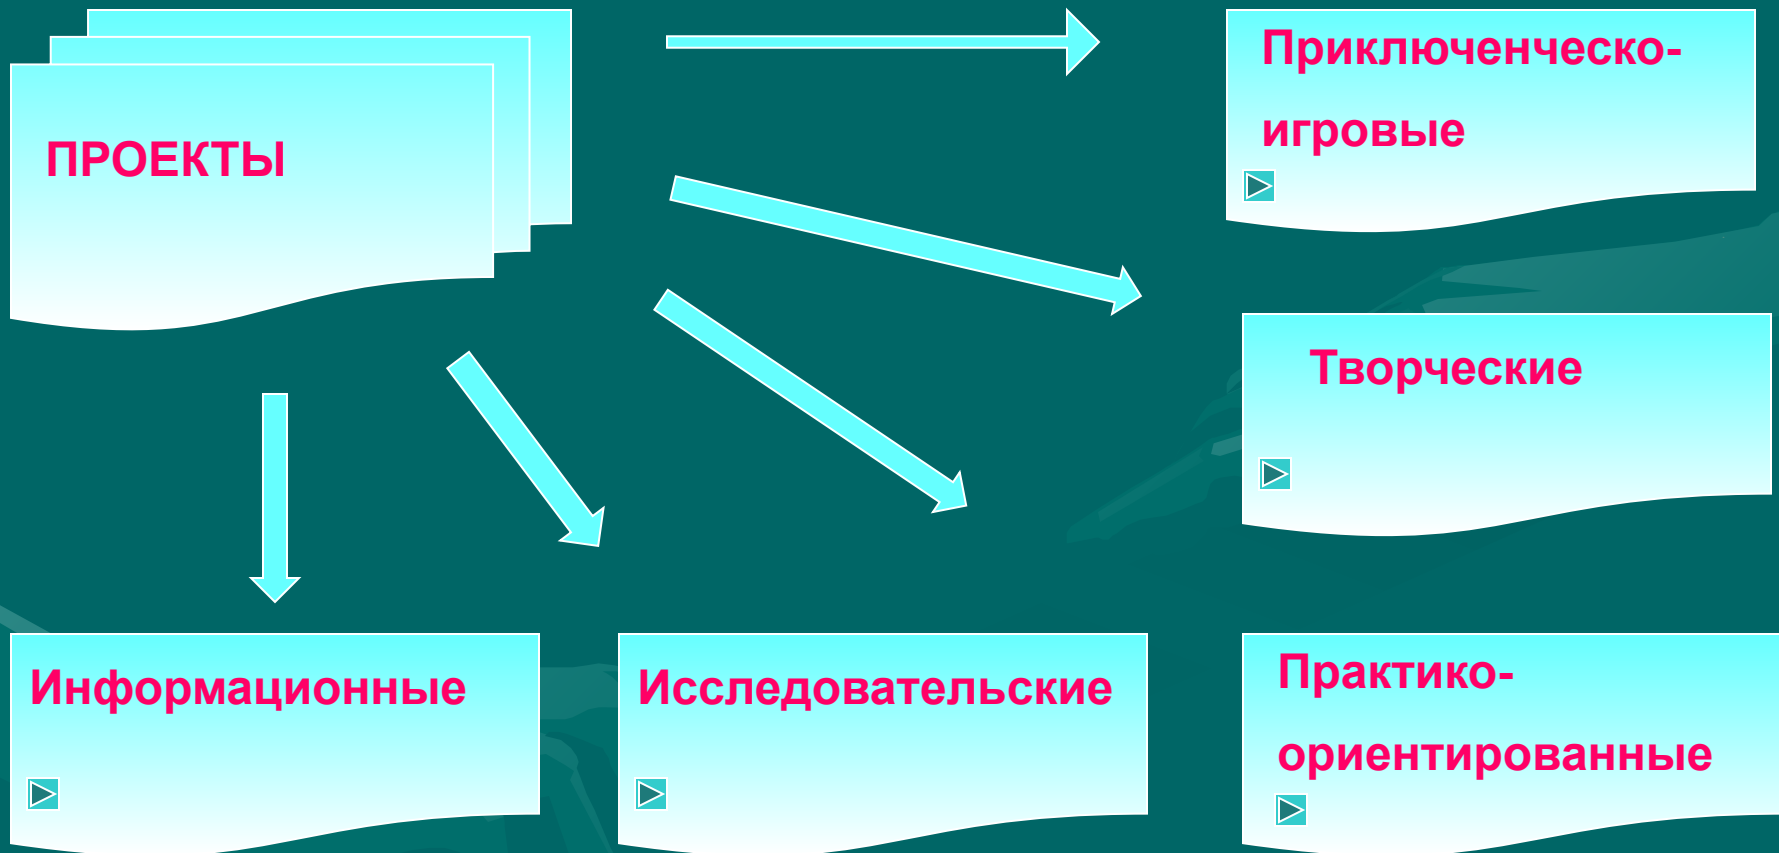 ПРОЕКТЫ
Приключенческо-
игровые
Творческие
Информационные
Исследовательские
Практико-
ориентированные